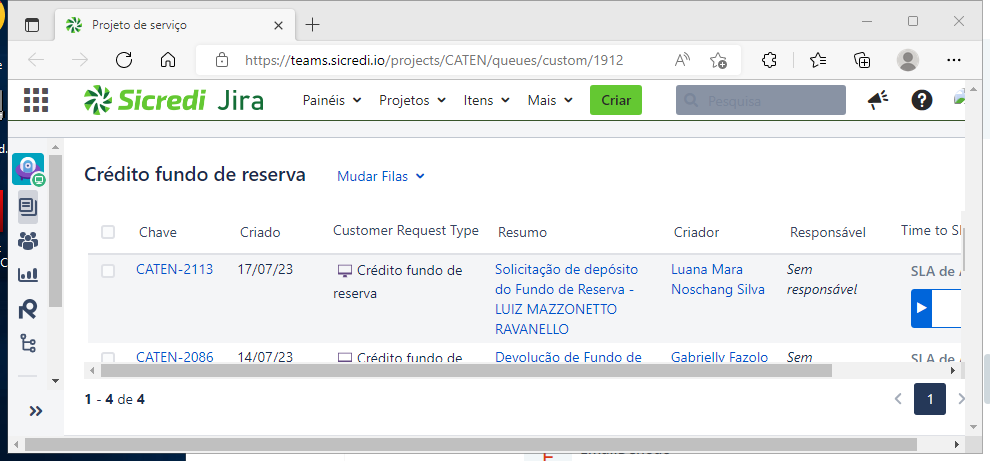 Projeto de serviço
https://teams.sicredi.io/projects/CATEN/queues/custom/1912
Sicredi Jira Painéis Projetos Itens Mais Criar Pesquisa
Crédito fundo de reserva Mudar Filas
Chave Criado Customer Request Type Resumo Criador Responsável Time to
CATEN-2113 17/07/23 Crédito fundo de reserva Solicitação de depósito do Fundo de Reserva - LUIZ MAZZONETTO RAVANELLO Luana Mara Noschang Silva Sem responsável SLA de
CATEN-2086 14/07/23 Crédito fundo de Devolução de Fundo de Gabrielly Fazolo Sem SLA de
1 - 4 de 4 1